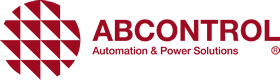 ABCONTROL
Automation & Power Solutions ®